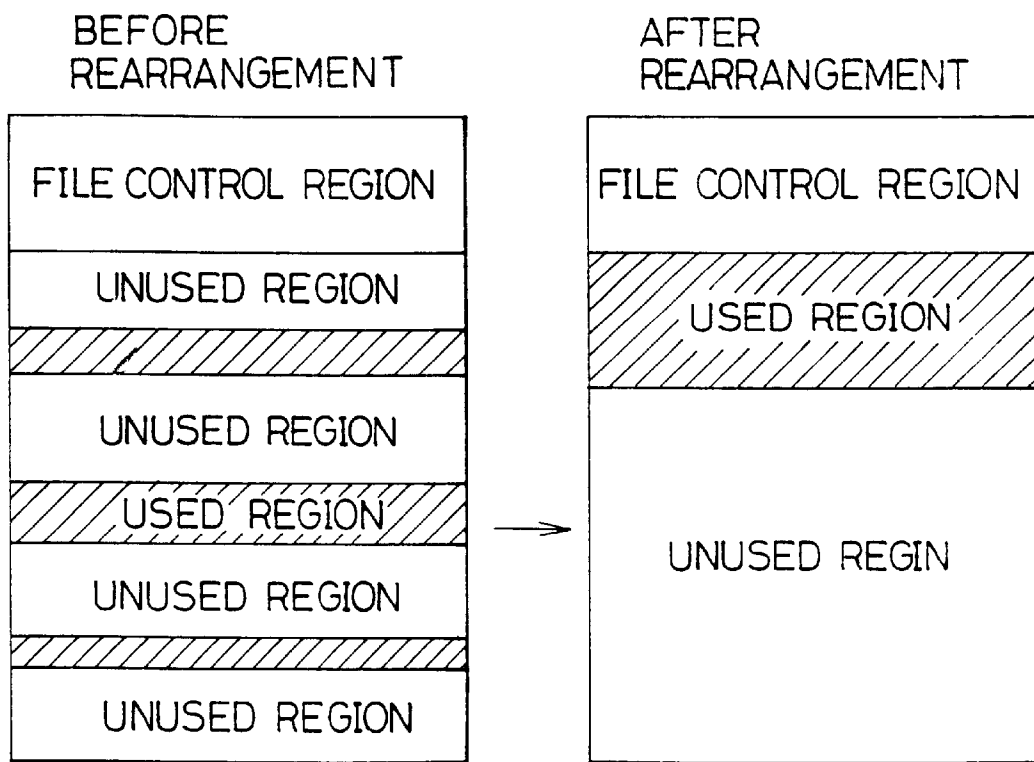 BEFORE
REARRANGEMENT
FILE CONTROL REGION
UNUSED REGION
UNUSED REGION
USED REGION
UNUSED REGION
UNUSED REGION
AFTER
REARRANGEMENT
FILE CONTROL REGION
USED REGION
UNUSED REGIN